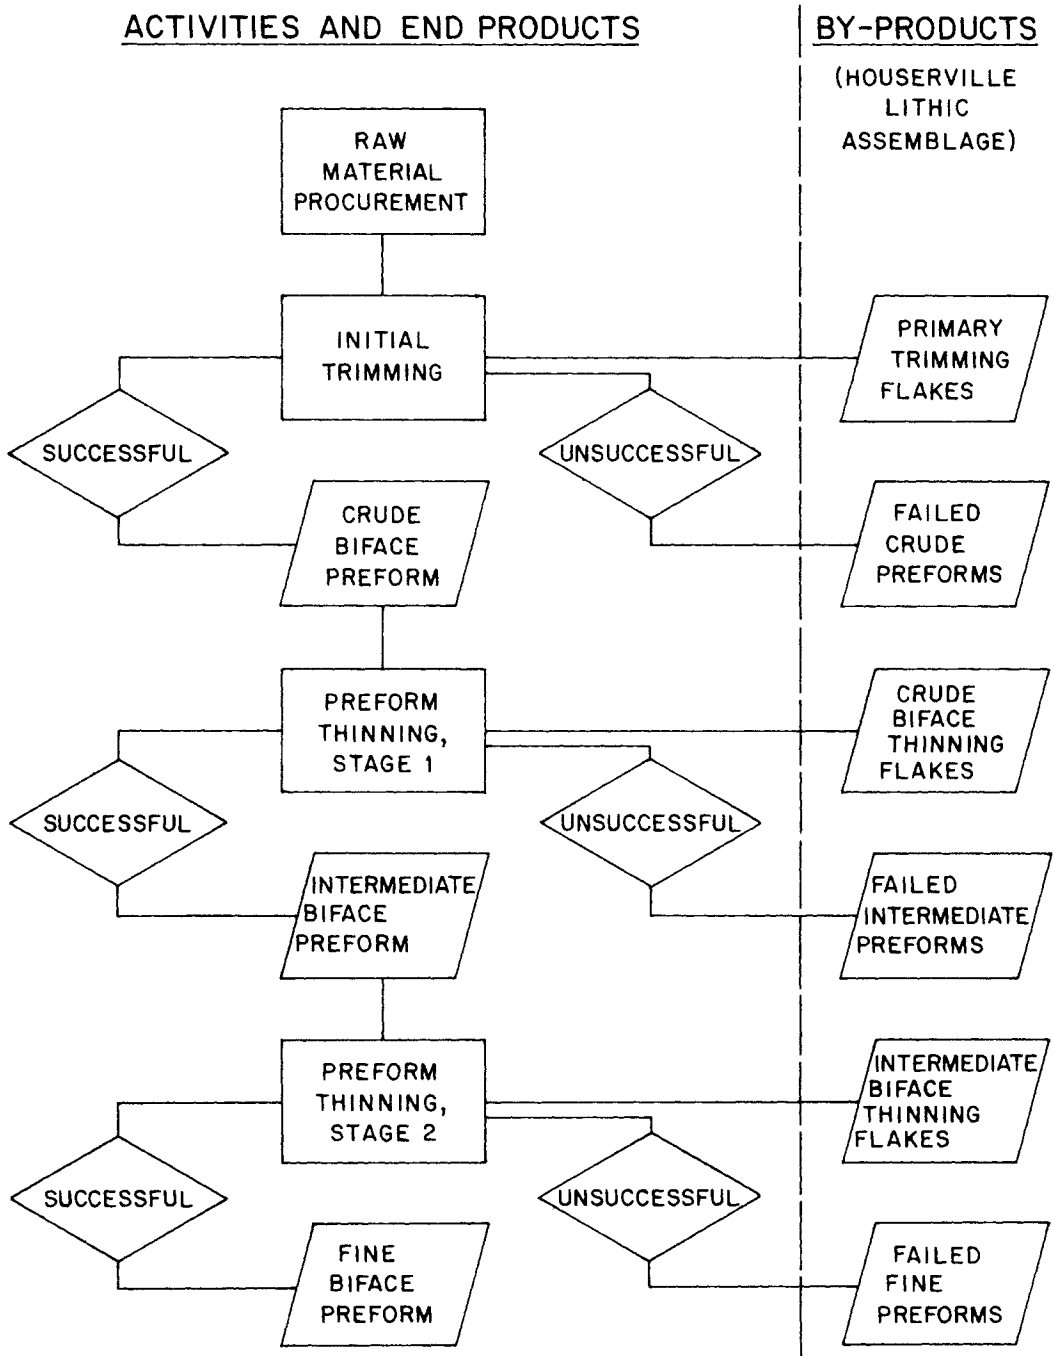 ACTIVITIES AND END PRODUCTS
BY-PRODUCTS
(HOUSERVILLE
LITHIC
ASSEMBLAGE)
RAW
MATERIAL
PROCUREMENT
INITIAL
TRIMMING
PRIMARY
TRIMMING
FLAKES
SUCCESSFUL
UNSUCCESSFUL
CRUDE
BIFACE
PREFORM
FAILED
CRUDE
PREFORMS
PREFORM
THINNING,
STAGE 1
CRUDE
BIFACE
THINNING
FLAKES
SUCCESSFUL
UNSUCCESSFUL
INTERMEDIATE
BIFACE
PREFORM
FAILED
INTERMEDIATE
PREFORMS
PREFORM
THINNING,
STAGE 2
INTERMEDIATE
BIFACE
THINNING
FLAKES
SUCCESSFUL
UNSUCCESSFUL
FINE
BIFACE
PREFORM
FAILED
FINE
PREFORMS